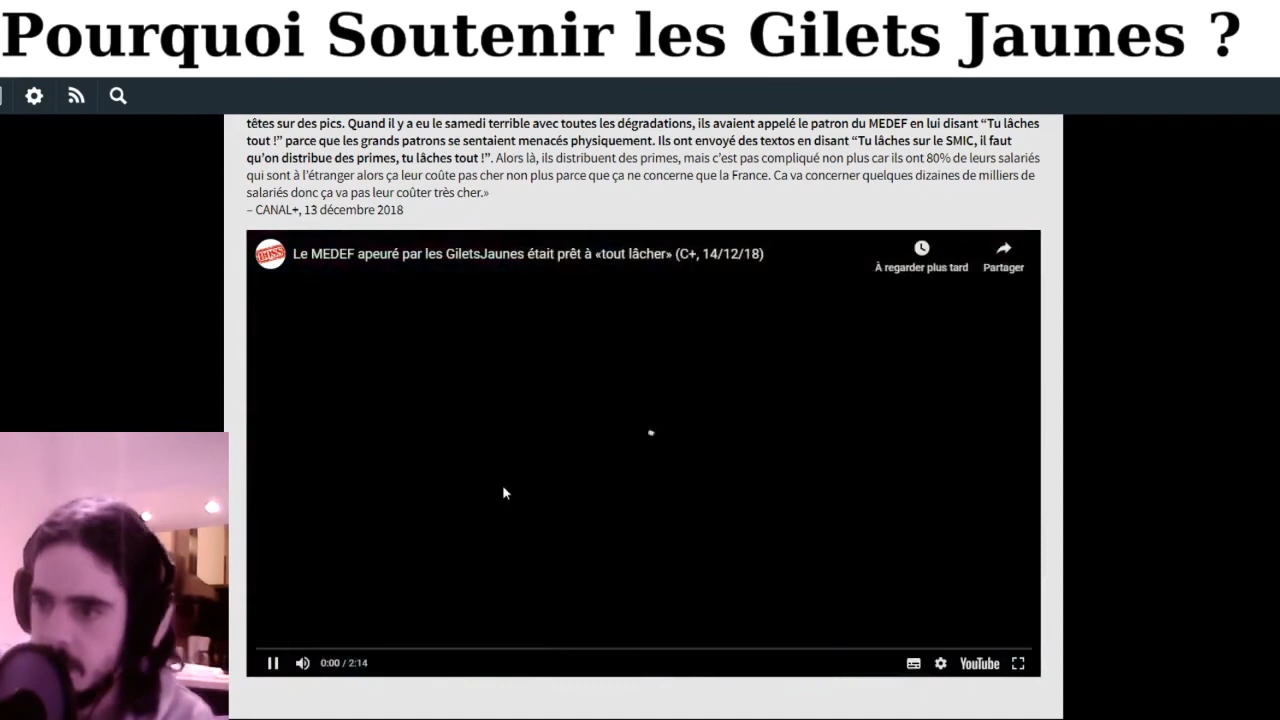 Pourquoi Soutenir les Gilets Jaunes ?
têtes sur des pics. Quand il y a eu le samedi terrible avec toutes les dégradations, ils avaient appelé le patron du MEDEF en lui disant “Tu lâches
tout !” parce que les grands patrons se sentaient menacés physiquement. Ils ont envoyé des textos en disant “Tu lâches sur le SMIC, il faut
qu’on distribue des primes, tu lâches tout !”. Alors là, ils distribuent des primes, mais c’est pas compliqué non plus car ils ont 80% de leurs salariés
qui sont à l’étranger alors ça leur coûte pas cher non plus parce que ça ne concerne que la France. Ca va concerner quelques dizaines de milliers de
salariés donc ça va pas leur coûter très cher.»
– CANAL+, 13 décembre 2018
Le MEDEF apeuré par les GiletsJaunes était prêt à «tout lâcher» (C+, 14/12/18)
À regarder plus tard
Partager
0:00 / 2:14
YouTube